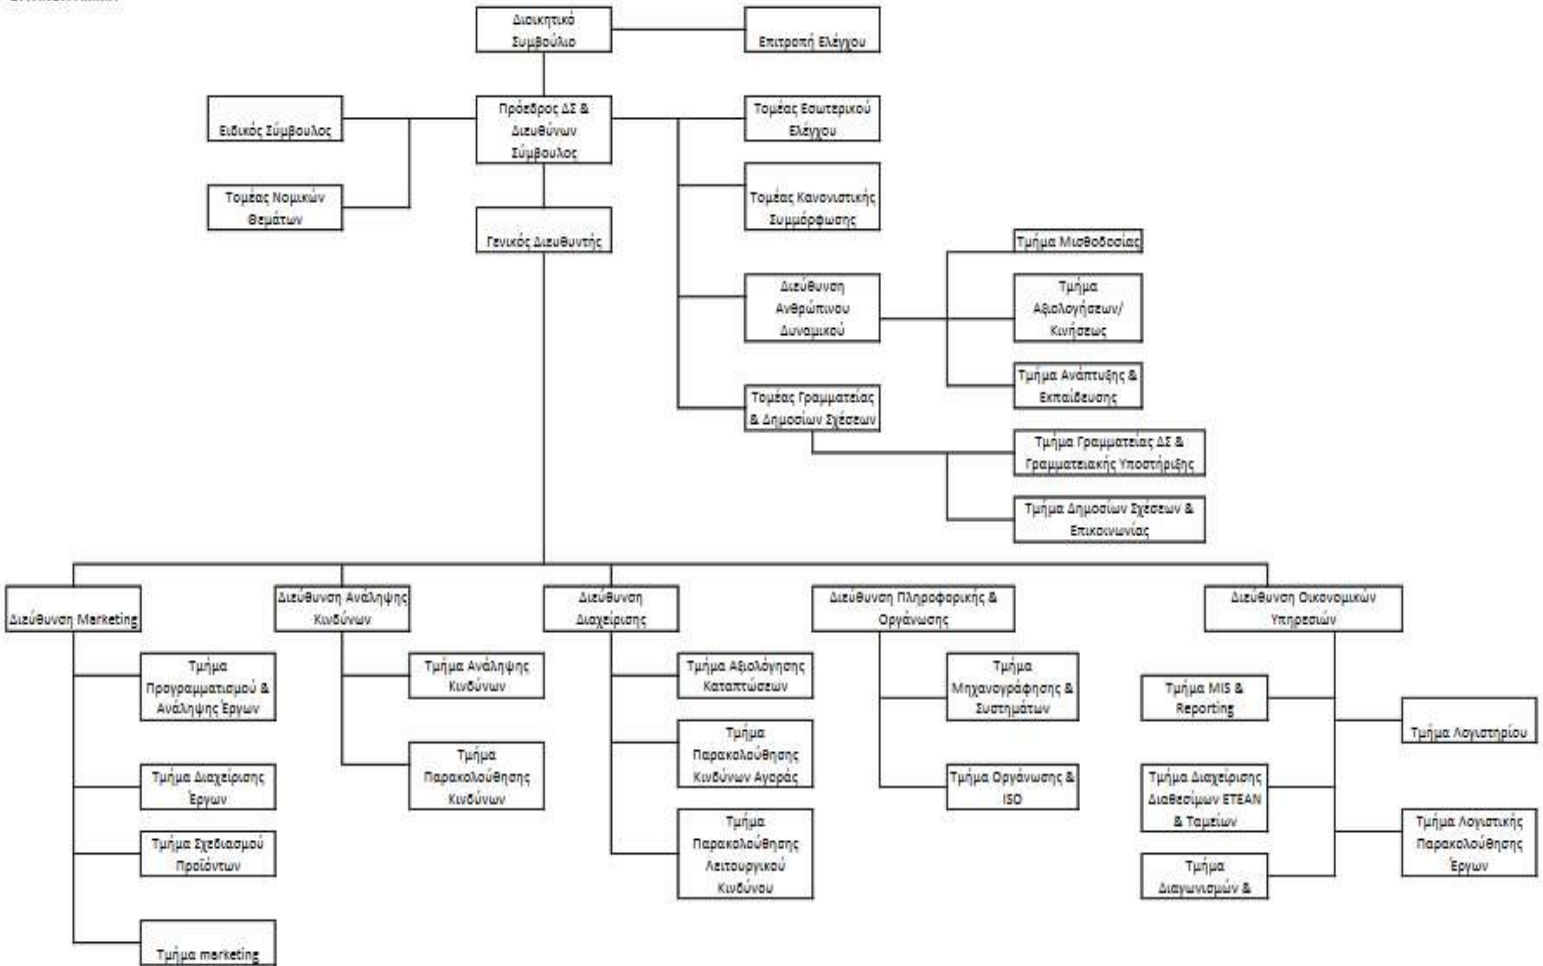 Διοικητικό
Συμβούλιο
Επιτροπή Ελέγχου
Ειδικός Σύμβουλος
Πρόεδρος ΔΣ &
Διευθύνων
Σύμβουλος
Τομέας Εσωτερικού
Ελέγχου
Τομέας Νομικών
Θεμάτων
Τομέας Κανονιστικής
Συμμόρφωσης
Γενικός Διευθυντής
Τμήμα Μισθοδοσίας
Διεύθυνση
Ανθρώπινου
Δυναμικού
Τμήμα
Αξιολογήσεων/
Κινήσεως
Τμήμα Ανάπτυξης &
Εκπαίδευσης
Τομέας Γραμματείας
& Δημοσίων Σχέσεων
Τμήμα Γραμματείας ΔΣ &
Γραμματειακής Υποστήριξης
Τμήμα Δημοσίων Σχέσεων &
Επικοινωνίας
Διεύθυνση Marketing
Διεύθυνση Ανάληψης
Κινδύνων
Διεύθυνση
Διαχείρισης
Διεύθυνση Πληροφορικής &
Οργάνωσης
Διεύθυνση Οικονομικών
Υπηρεσιών
Τμήμα
Προγραμματισμού &
Ανάληψης Έργων
Τμήμα Διαχείρισης
Έργων
Τμήμα Σχεδιασμού
Προϊόντων
Τμήμα marketing
Τμήμα Ανάληψης
Κινδύνων
Τμήμα
Παρακολούθησης
Κινδύνων
Τμήμα Αξιολόγησης
Καταπτώσεων
Τμήμα
Παρακολούθησης
Κινδύνων Αγοράς
Τμήμα
Παρακολούθησης
Λειτουργικού
Κινδύνου
Τμήμα
Μηχανογράφησης &
Συστημάτων
Τμήμα Οργάνωσης &
ISO
Τμήμα MIS &
Reporting
Τμήμα Διαχείρισης
Διαθεσίμων ΕΤΕΑΝ
& Ταμείων
Τμήμα
Διαγωνισμών &
Τμήμα Λογιστηρίου
Τμήμα Λογιστικής
Παρακολούθησης
Έργων